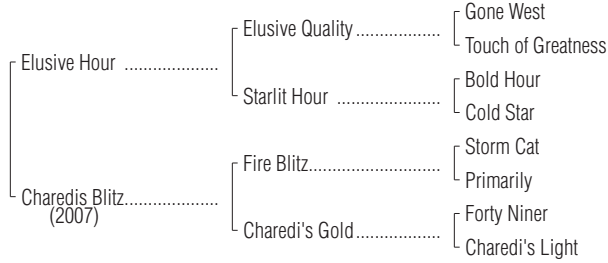 Gone West
Elusive Quality ..................
Touch of Greatness
Elusive Hour ....................
Bold Hour
Starlit Hour ......................
Cold Star
Storm Cat
Fire Blitz............................
Primarily
Charedis Blitz....................
(2007)
Forty Niner
Charedi's Gold ..................
Charedi's Light